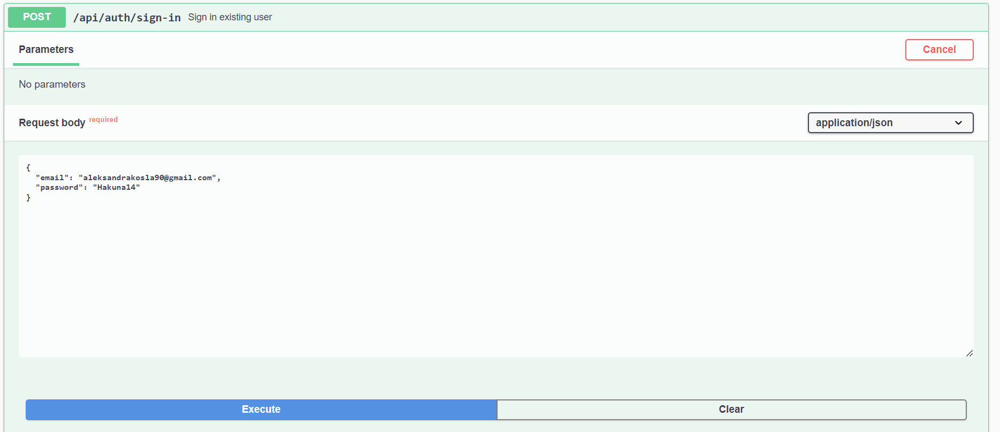 POST /api/auth/sign-in Sign in existing user
Parameters
Cancel
No parameters
Request body required
application/json
{
  "email": "aleksandrakosla90@gmail.com",
  "password": "Hakuna14"
}
Execute
Clear